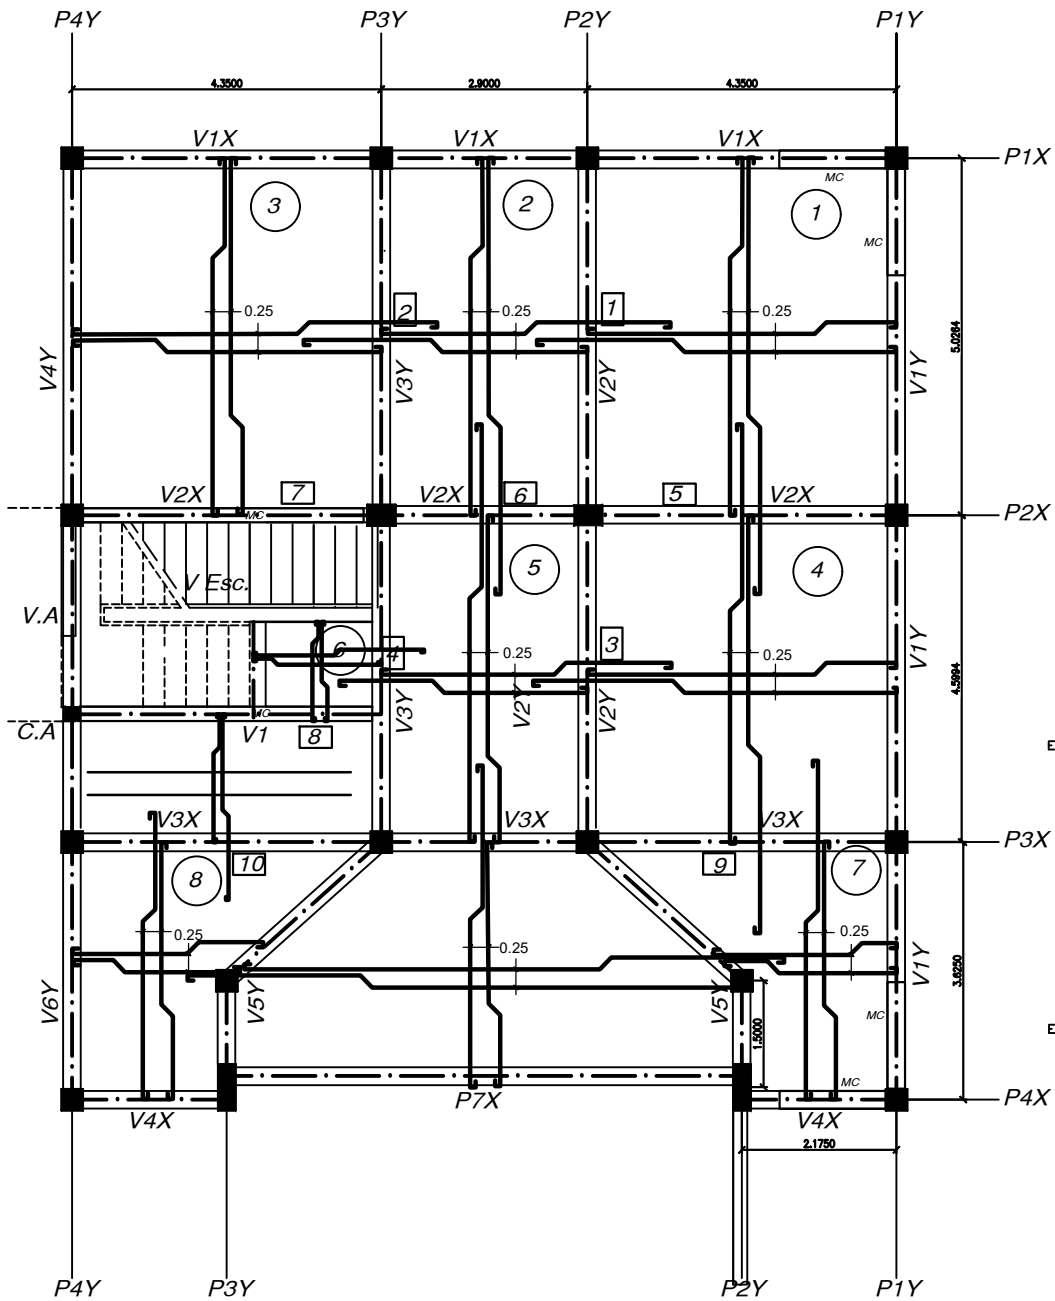 P4Y P3Y P2Y P1Y
4.3500 2.9000 4.3500
V1X V1X V1X
P1X
MC
3 2 1
MC
2 1
0.25 0.25 0.25
5.0264
V4Y V3Y V2Y V1Y
7 6 5
V2X V2X V2X
MC
P2X
5 4
V Esc.
V.A
6 4 3
0.25 0.25
V1Y
4.5994
V3Y V2Y V2Y
MC
C.A V1 8
E
V3X V3X V3X
P3X
10 9 7
8
0.25 0.25 0.25
V6Y V5Y V5Y V1Y
3.6250
MC
1.5000
E
MC
V4X P7X V4X
P4X
2.1750
P4Y P3Y P2Y P1Y